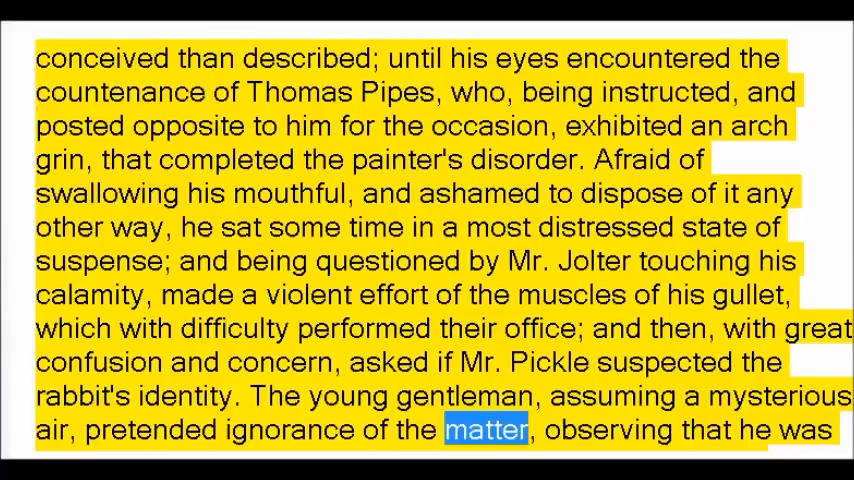 conceived than described; until his eyes encountered the
countenance of Thomas Pipes, who, being instructed, and
posted opposite to him for the occasion, exhibited an arch
grin, that completed the painter's disorder. Afraid of
swallowing his mouthful, and ashamed to dispose of it any
other way, he sat some time in a most distressed state of
suspense; and being questioned by Mr. Jolter touching his
calamity, made a violent effort of the muscles of his gullet,
which with difficulty performed their office; and then, with great
confusion and concern, asked if Mr. Pickle suspected the
rabbit's identity. The young gentleman, assuming a mysterious
air, pretended ignorance of the matter, observing that he was